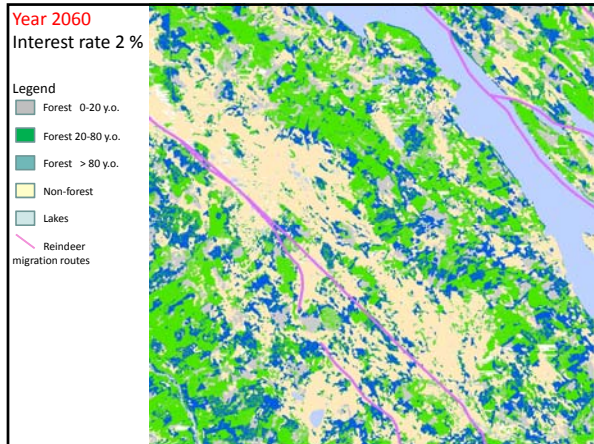 Year 2060
Interest rate 2 %
Legend
Forest 0-20 y.o.
Forest 20-80 y.o.
Forest > 80 y.o.
Non-forest
Lakes
Reindeer
migration routes